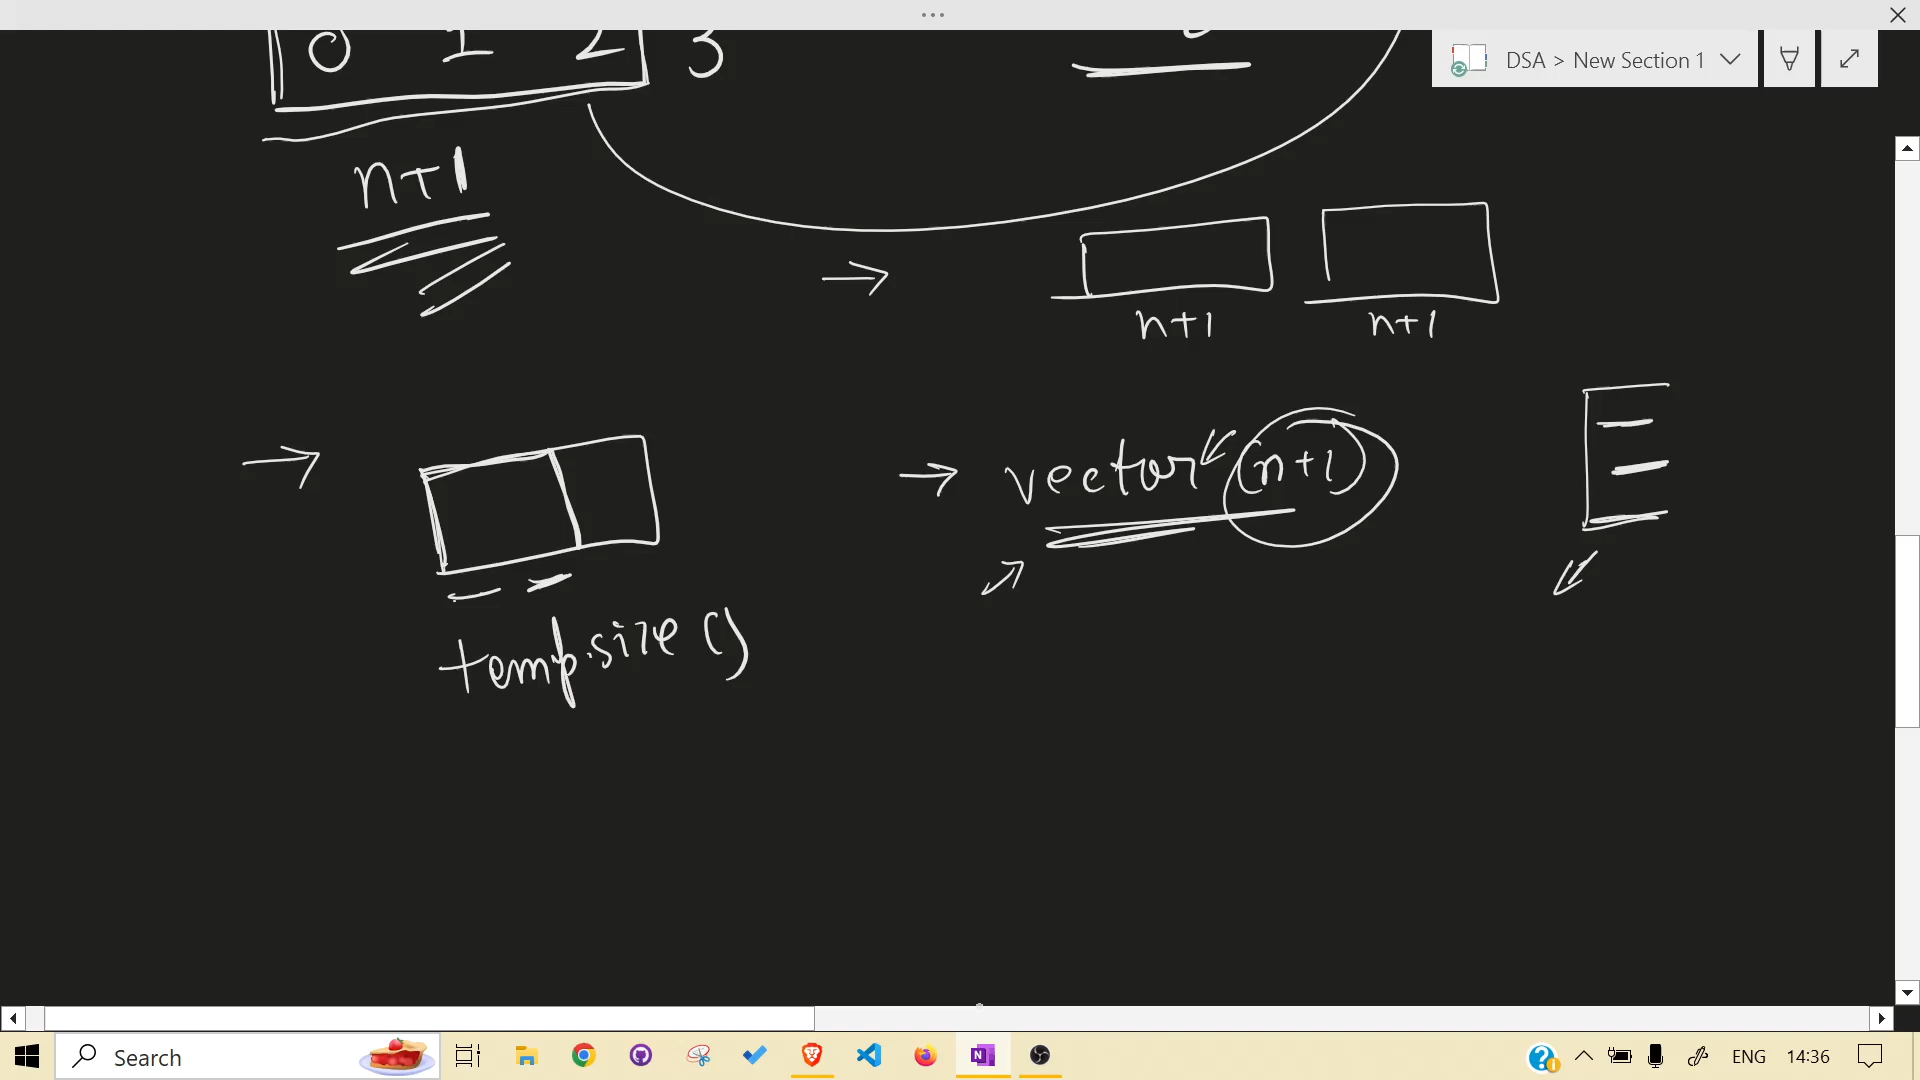 DSA > New Section 1
0 1 2 3
n+1
n+1 n+1
vector (n+1)
temp.size()
Search
ENG 14:36